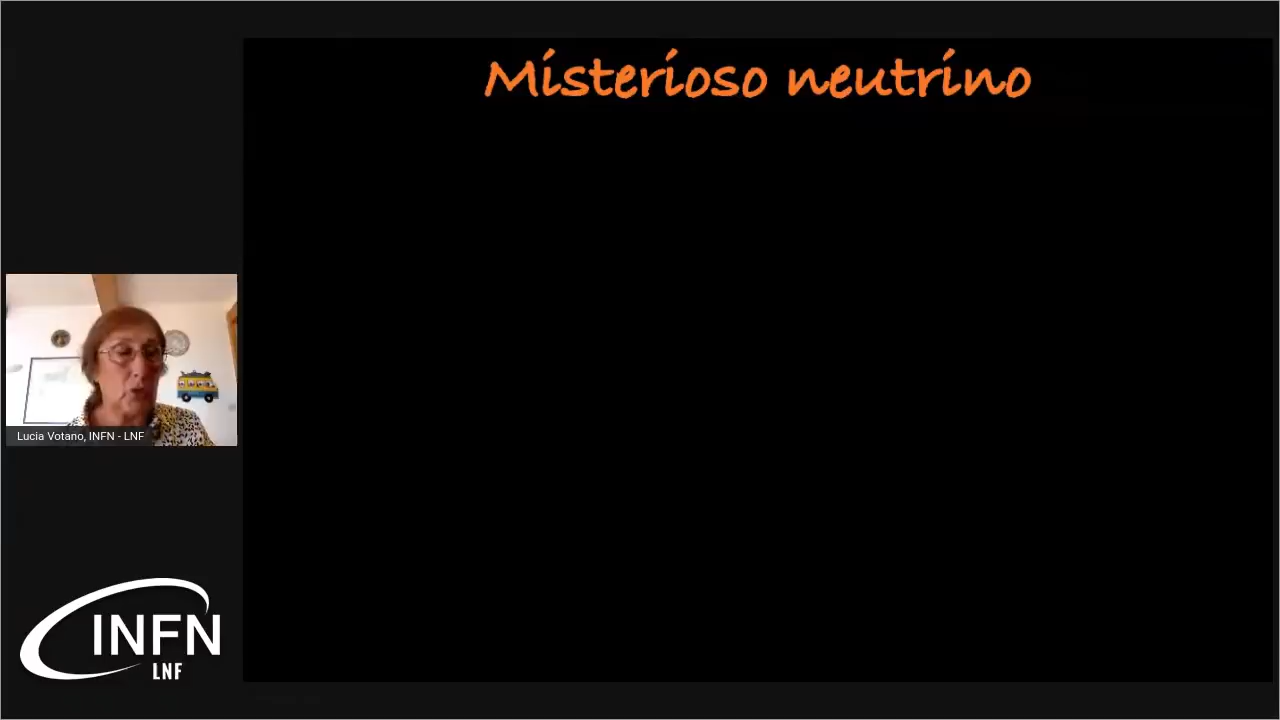 Misterioso neutrino
Lucia Votano, INFN - LNF
INFN
LNF